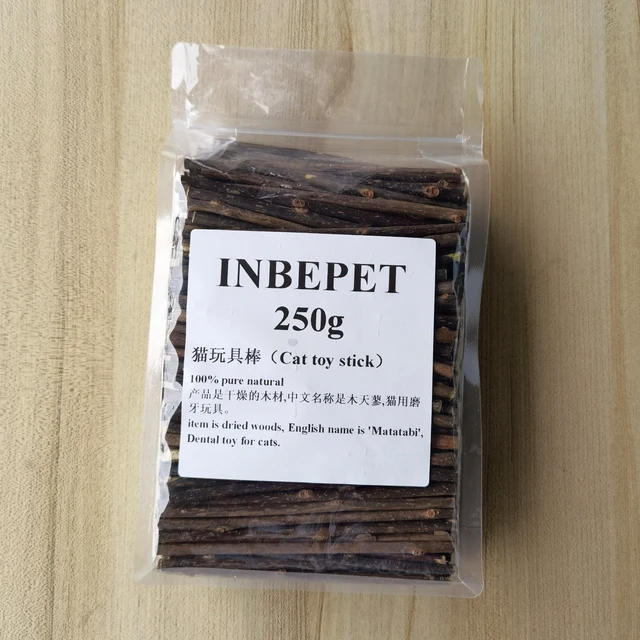 INBEPET
250g
猫玩具棒（Cat toy stick）
100% pure natural
产品是干燥的木材,中文名称是木天蓼,猫用磨
牙玩具。
item is dried woods, English name is 'Matatabi',
Dental toy for cats.